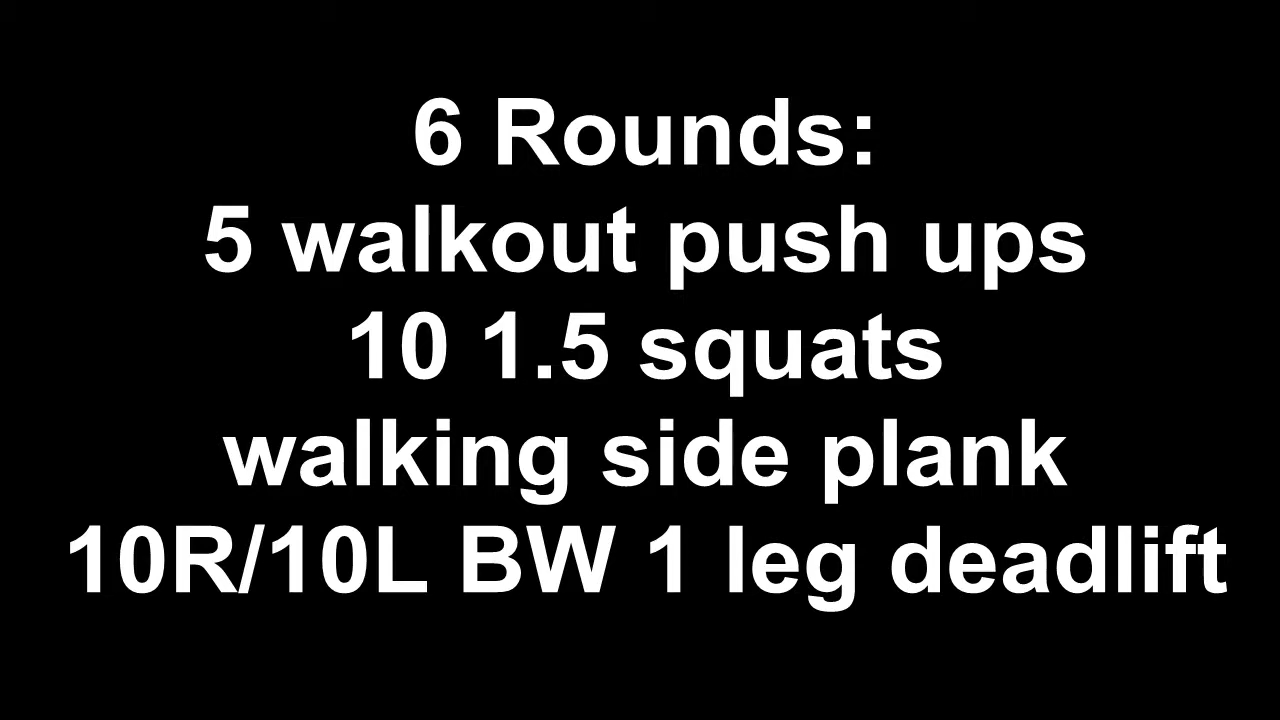 6 Rounds:
5 walkout push ups
10 1.5 squats
walking side plank
10R/10L BW 1 leg deadlift